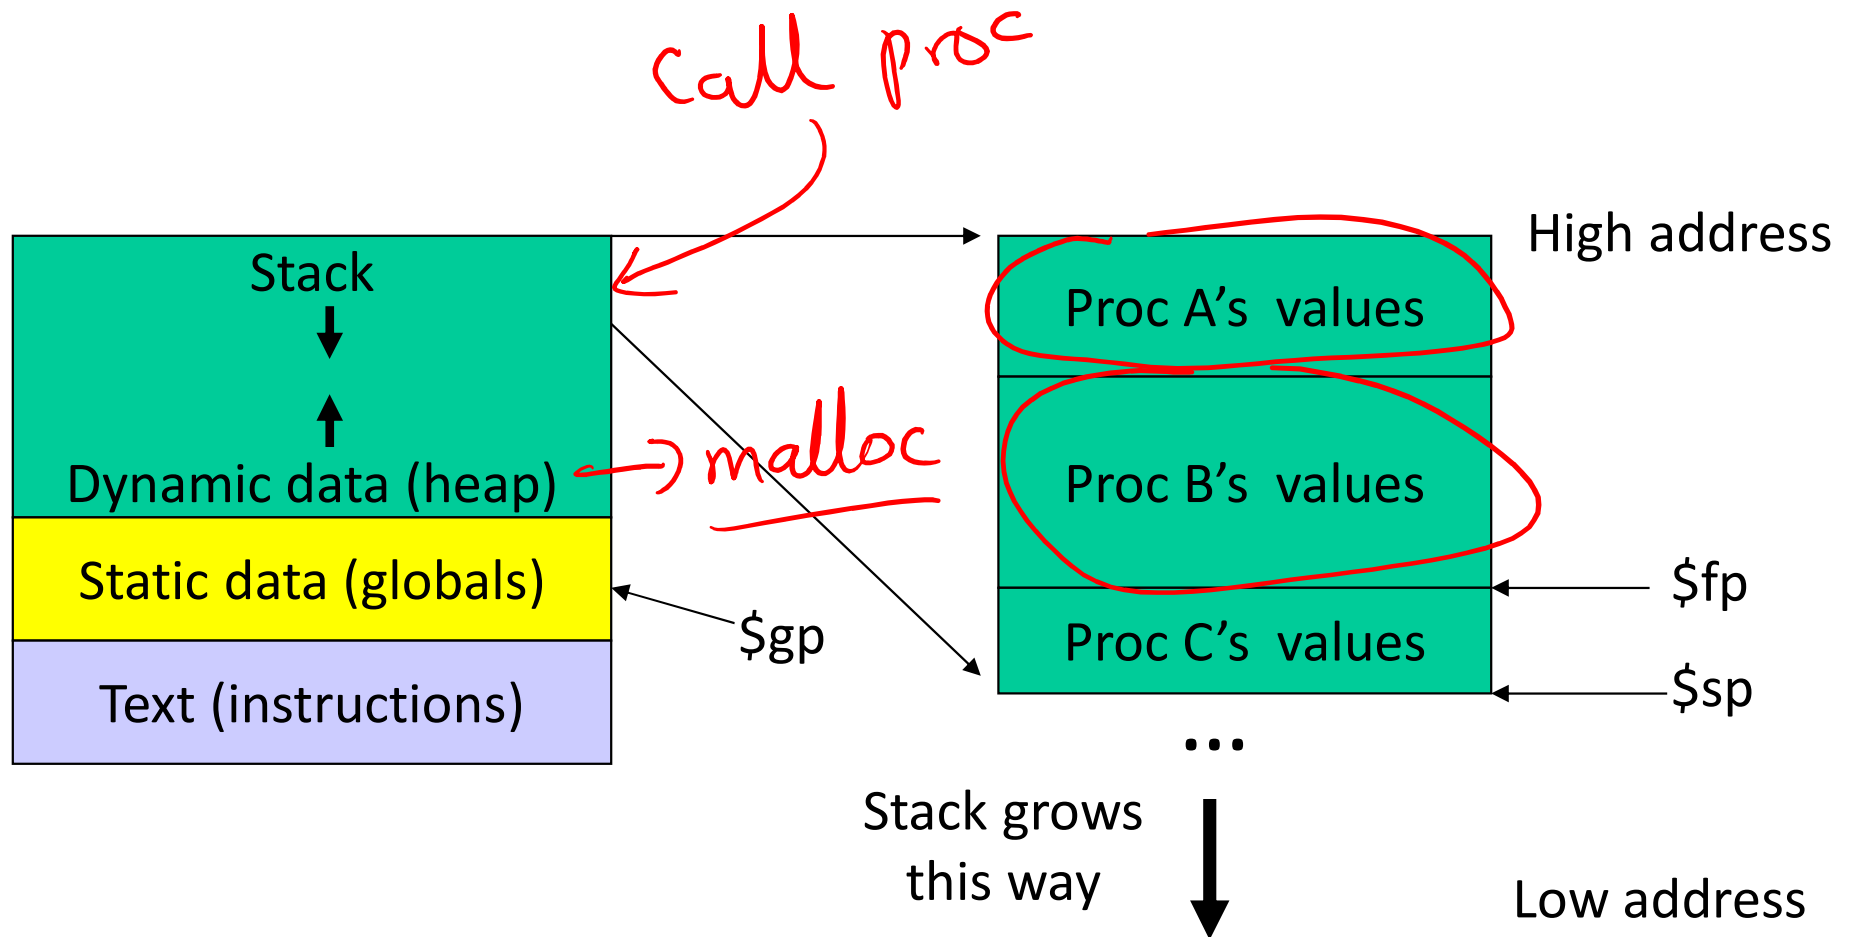 call proc
High address
Stack
Proc A's values
malloc
Dynamic data (heap)
Proc B's values
Static data (globals)
$fp
$gp
Proc C's values
$sp
Text (instructions)
...
Stack grows
this way
Low address